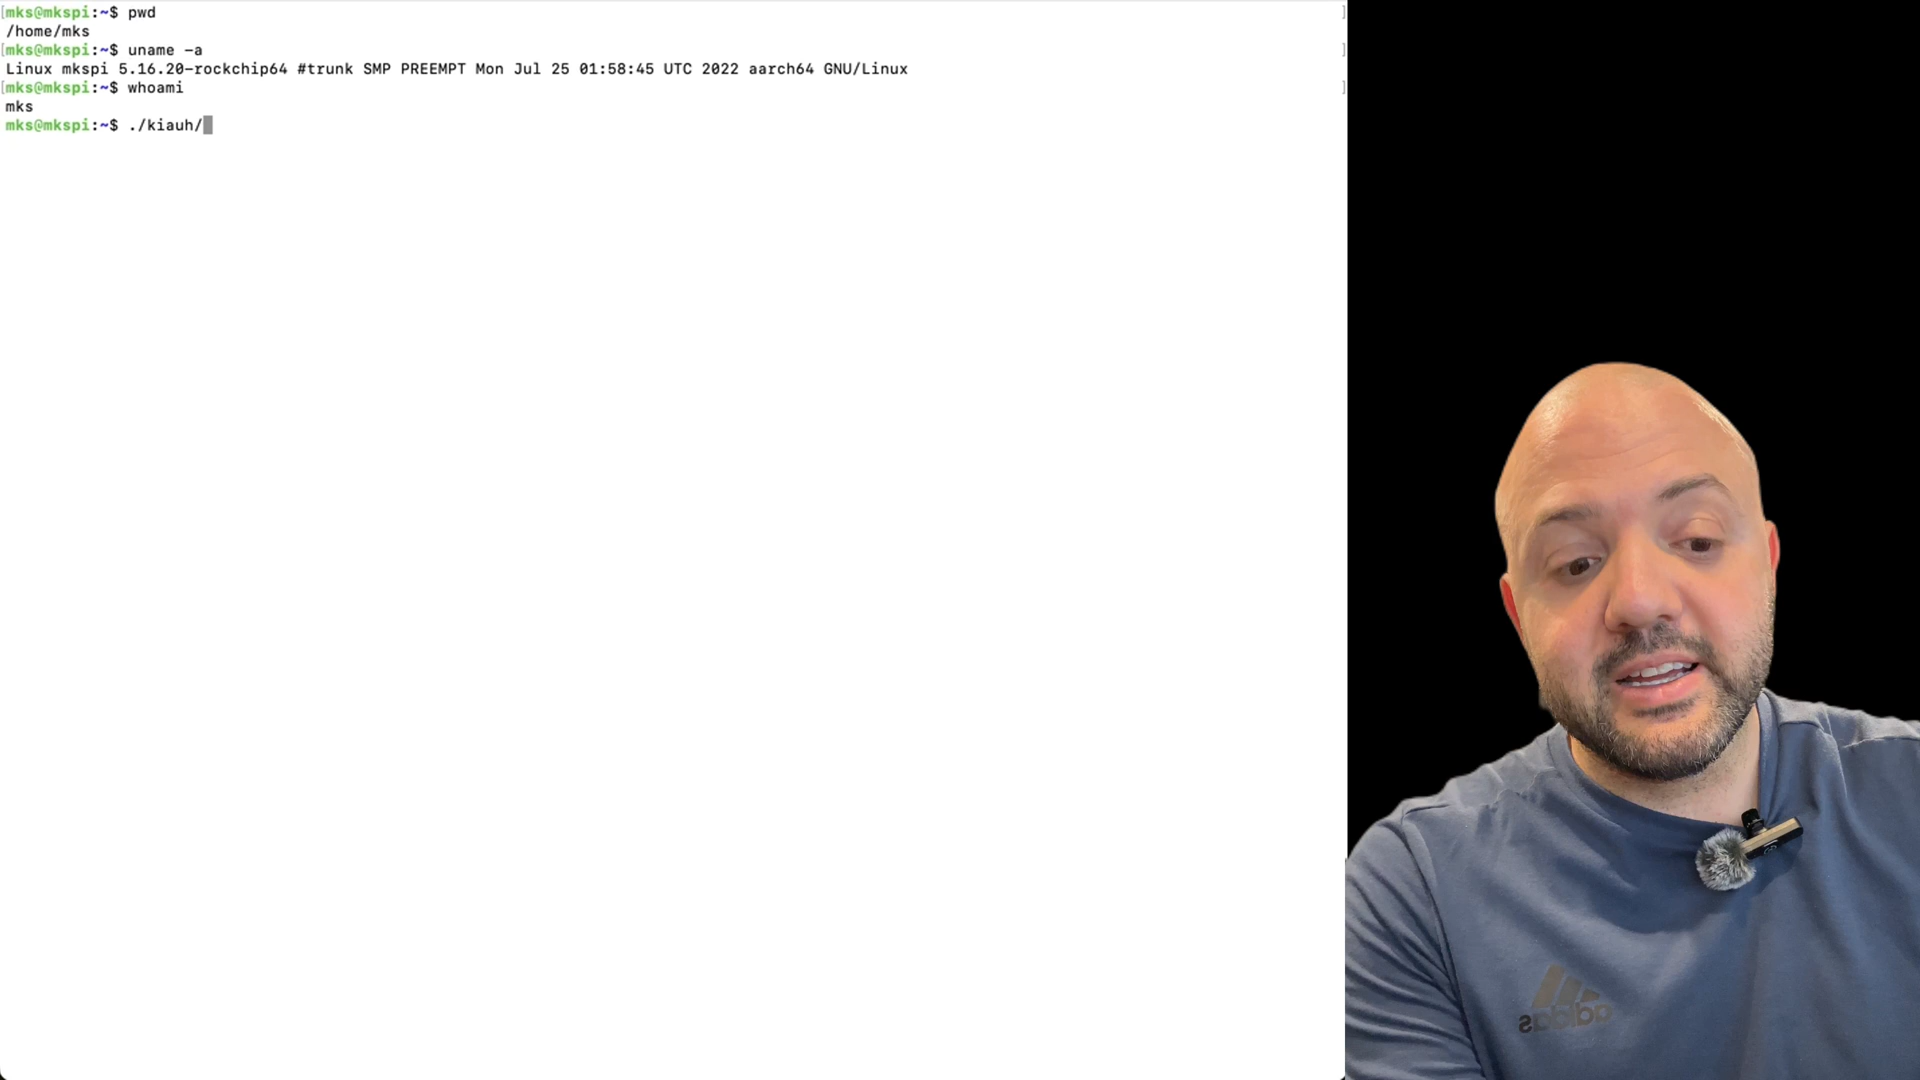 [mks@mkspi:~$ pwd ]
/home/mks
[mks@mkspi:~$ uname -a ]
Linux mkspi 5.16.20-rockchip64 #trunk SMP PREEMPT Mon Jul 25 01:58:45 UTC 2022 aarch64 GNU/Linux
[mks@mkspi:~$ whoami ]
mks
mks@mkspi:~$ ./kiauh/
adidas